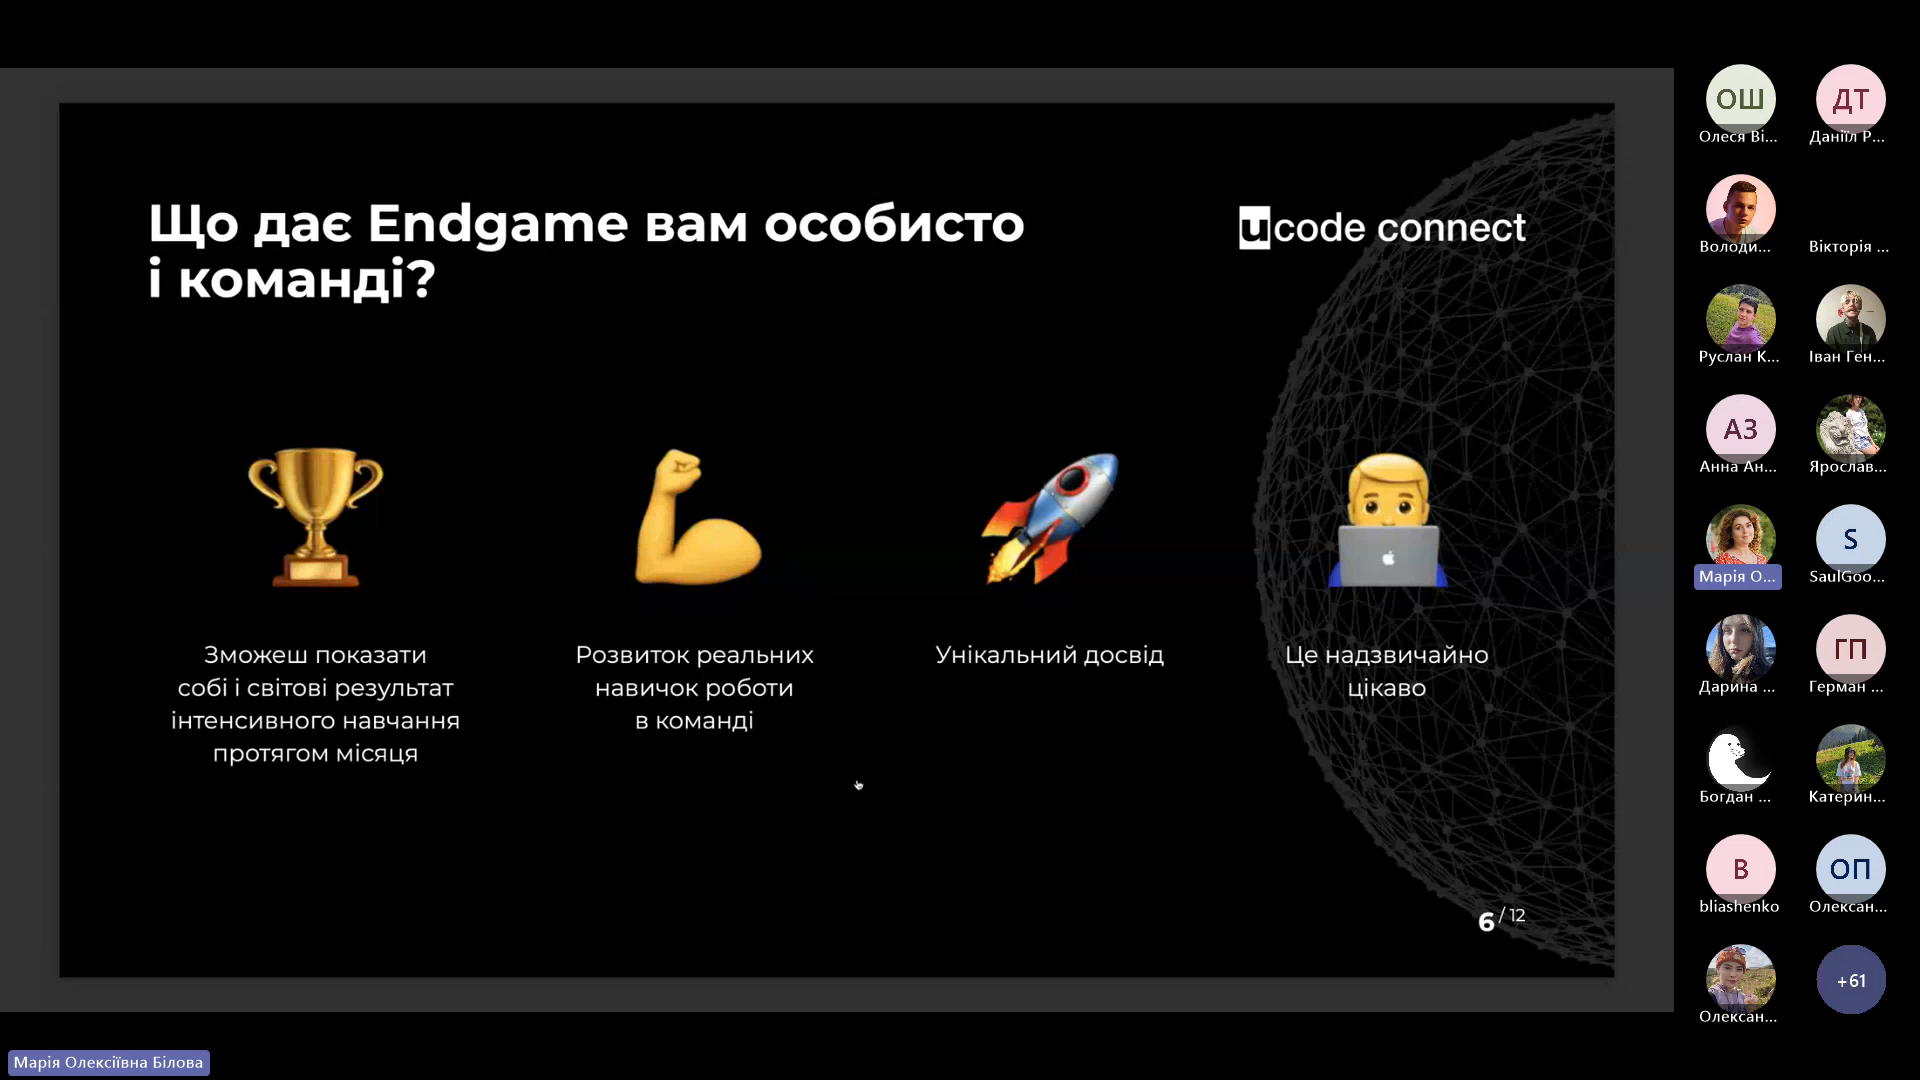 Що дає Endgame вам особисто
і команді?
ucode connect
Зможеш показати
собі і світові результат
інтенсивного навчання
протягом місяця
Розвиток реальних
навичок роботи
в команді
Унікальний досвід
Це надзвичайно
цікаво
6 / 12
ОШ
Олеся Ві...
ДТ
Даніїл Р...
Володи...
Вікторія ...
Руслан К...
Іван Ген...
АЗ
Анна Ан...
Ярослав...
Марія О...
S
SaulGoo...
Дарина ...
ГП
Герман ...
Богдан ...
Катерин...
B
bliashenko
ОП
Олексан...
Олексан...
+61
Марія Олексіївна Білова